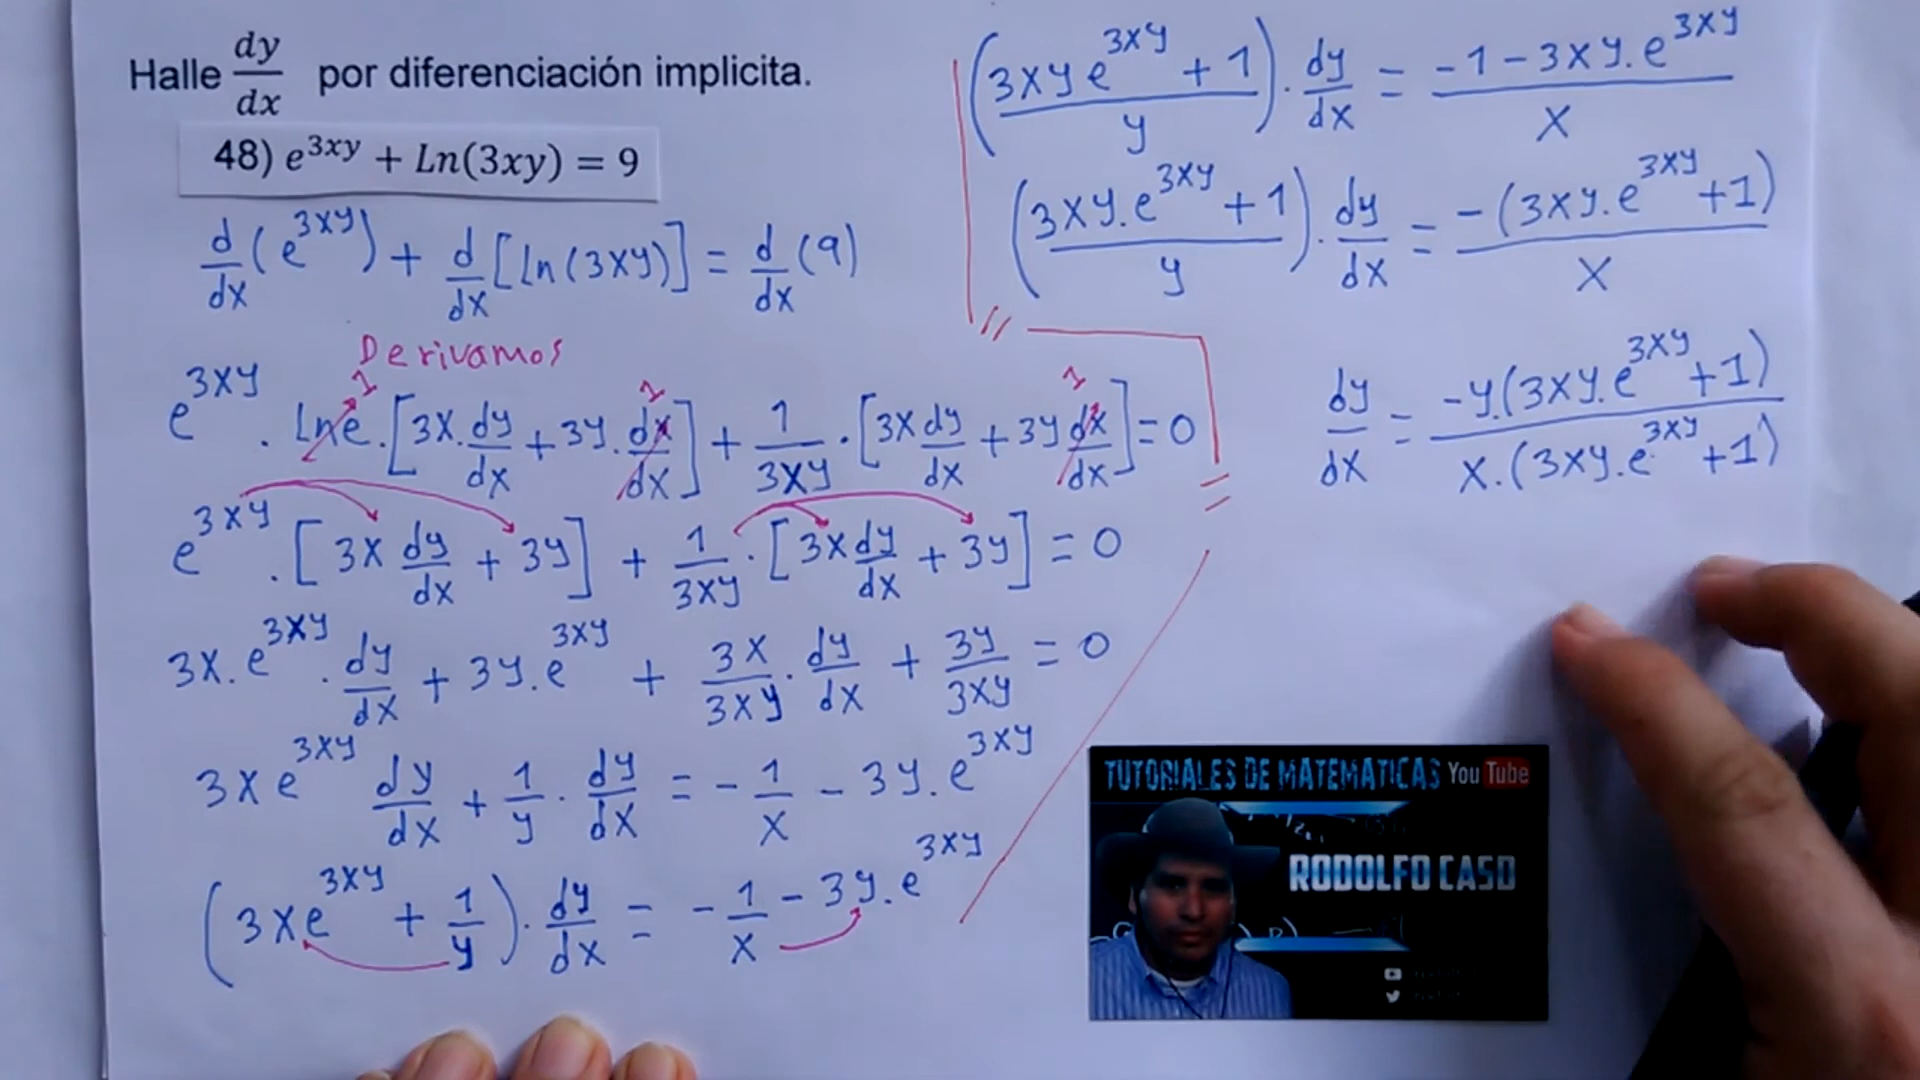 Halle dy/dx por diferenciación implicita.
48) e^{3xy} + Ln(3xy) = 9
d/dx (e^{3xy}) + d/dx [ln(3xy)] = d/dx (9)
Derivamos
e^{3xy} . Lne^1 . [3x. dy/dx + 3y. dx/dx^1] + 1/3xy . [3x dy/dx + 3y dx/dx^1] = 0
e^{3xy} . [3x dy/dx + 3y] + 1/3xy . [3x dy/dx + 3y] = 0
3x. e^{3xy} . dy/dx + 3y. e^{3xy} + 3x/3xy . dy/dx + 3y/3xy = 0
3x e^{3xy} dy/dx + 1/y . dy/dx = - 1/x - 3y. e^{3xy}
(3xe^{3xy} + 1/y) . dy/dx = - 1/x - 3y. e^{3xy}
(3xye^{3xy} + 1 / y) . dy/dx = -1 - 3xy. e^{3xy} / x
(3xy. e^{3xy} + 1 / y) . dy/dx = -(3xy. e^{3xy} + 1) / x
dy/dx = -y.(3xy. e^{3xy} + 1) / x. (3xy. e^{3xy} + 1)
TUTORIALES DE MATEMATICAS YouTube
RODOLFO CASO